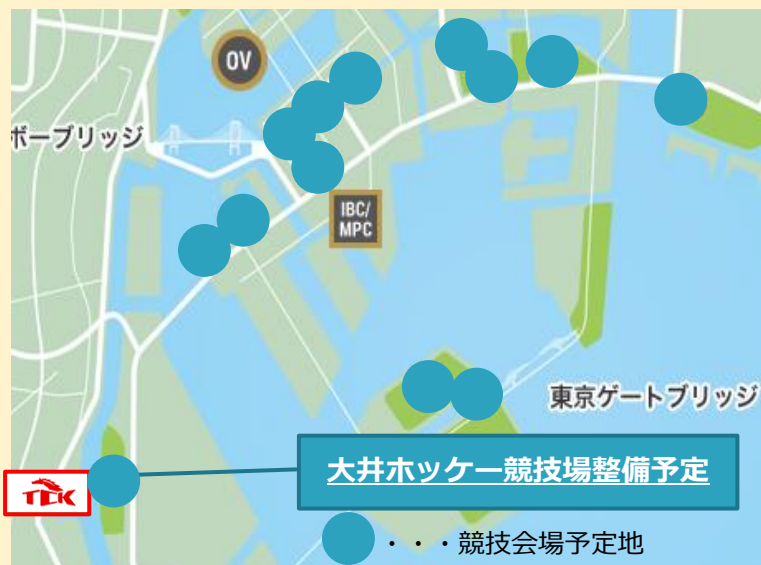 OV
ボーブリッジ
IBC/
MPC
東京ゲートブリッジ
TCK
大井ホッケー競技場整備予定
・・・競技会場予定地